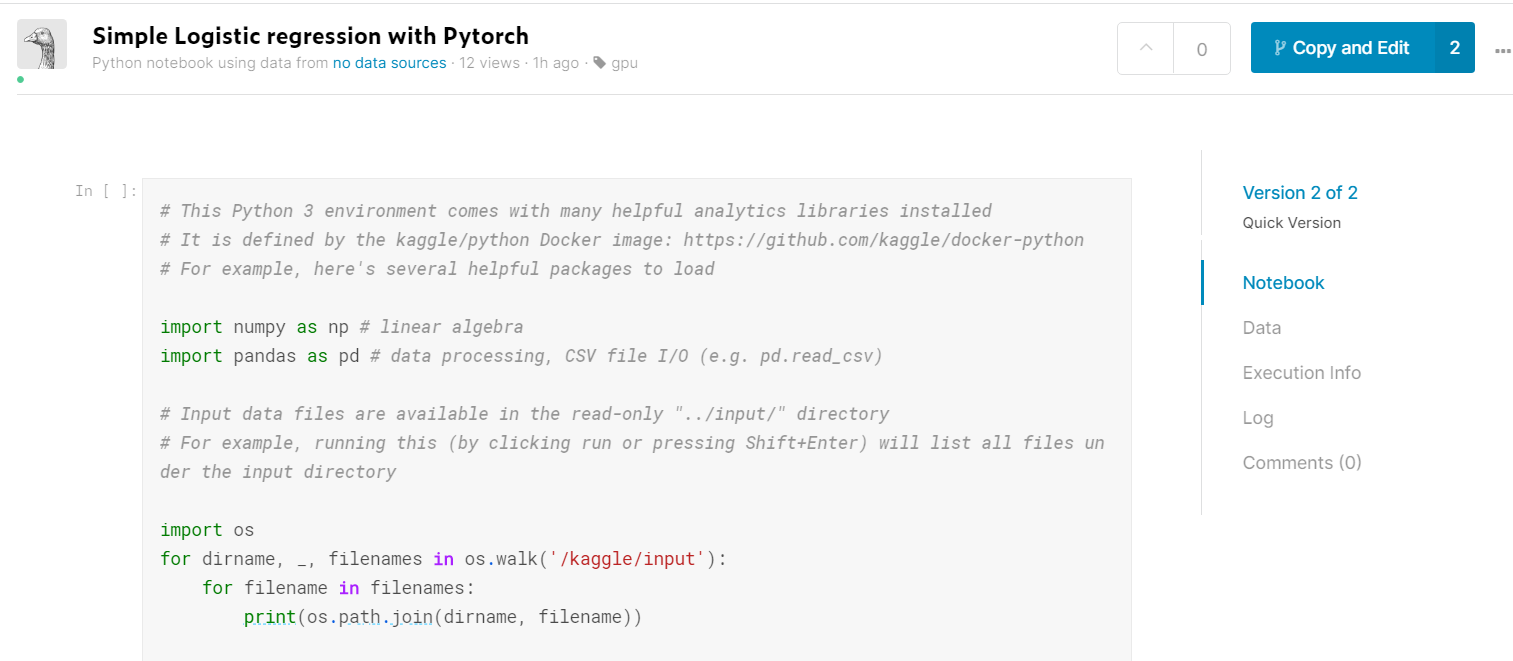 Simple Logistic regression with Pytorch
Python notebook using data from no data sources · 12 views · 1h ago · gpu
0
Copy and Edit 2
In [ ]:
# This Python 3 environment comes with many helpful analytics libraries installed
# It is defined by the kaggle/python Docker image: https://github.com/kaggle/docker-python
# For example, here's several helpful packages to load
import numpy as np # linear algebra
import pandas as pd # data processing, CSV file I/O (e.g. pd.read_csv)
# Input data files are available in the read-only "../input/" directory
# For example, running this (by clicking run or pressing Shift+Enter) will list all files un
der the input directory
import os
for dirname, _, filenames in os.walk('/kaggle/input'):
    for filename in filenames:
        print(os.path.join(dirname, filename))
Version 2 of 2
Quick Version
Notebook
Data
Execution Info
Log
Comments (0)